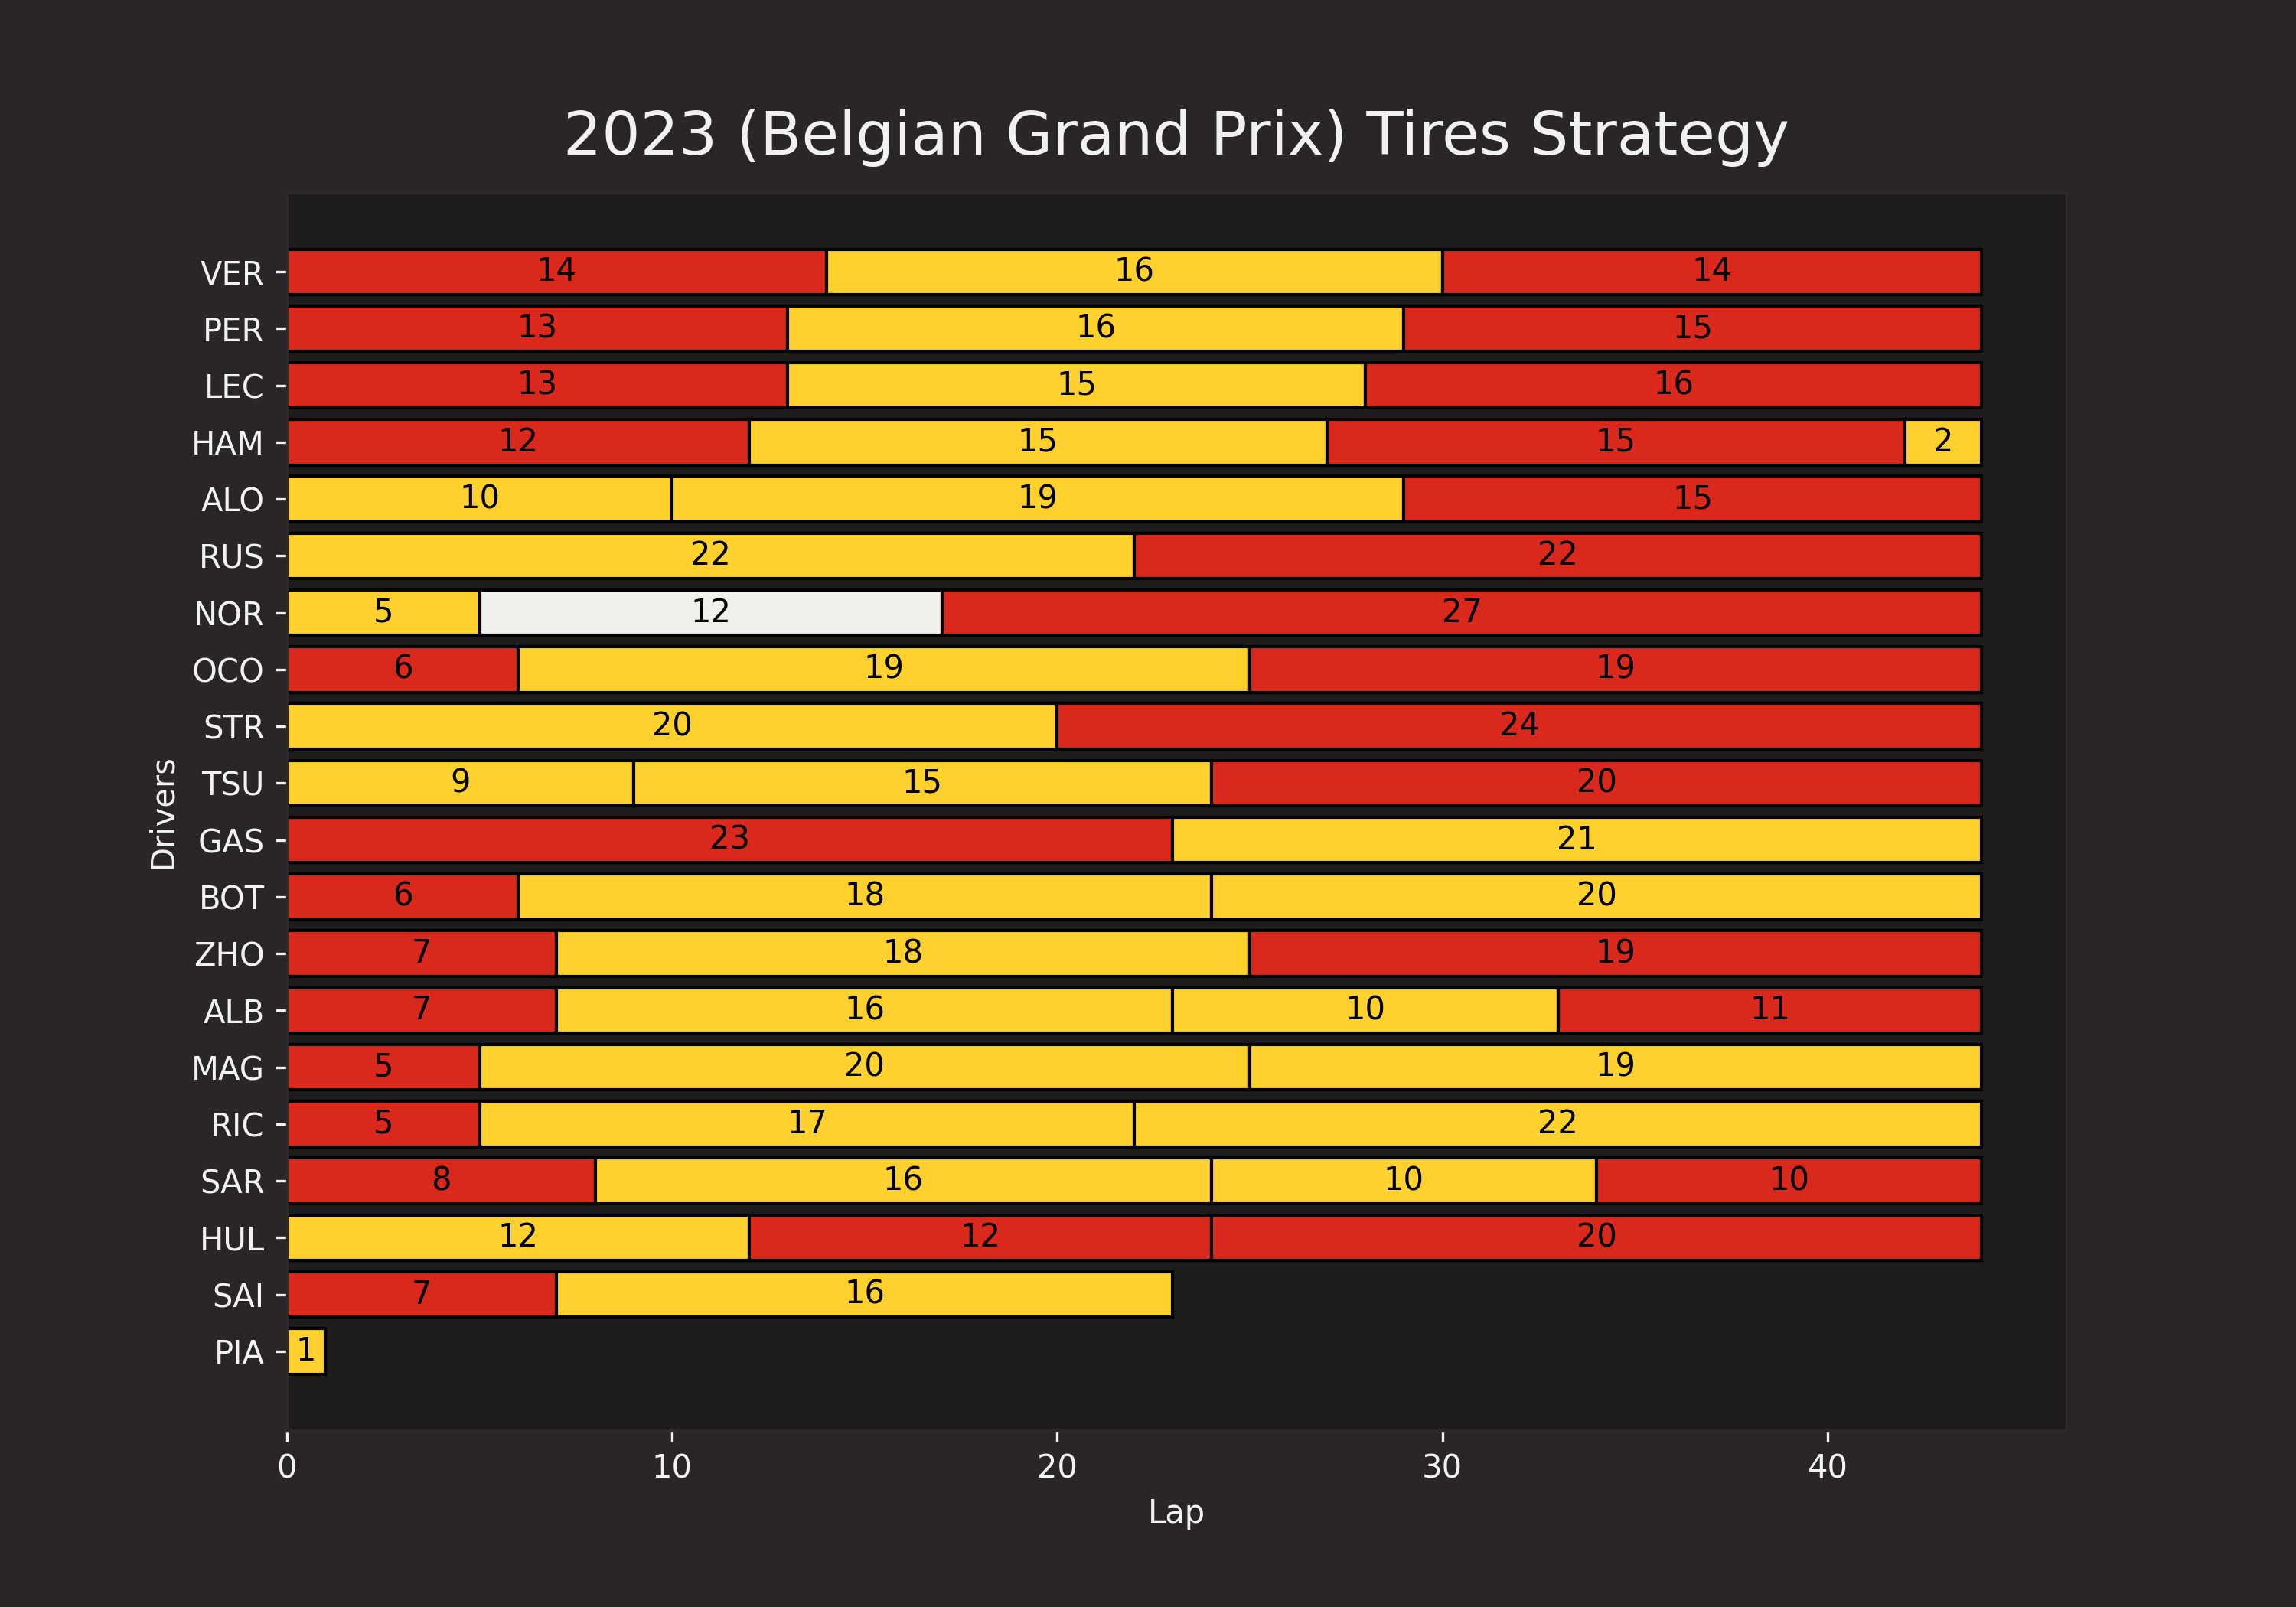 2023 (Belgian Grand Prix) Tires Strategy
Drivers
VER 14 16 14
PER 13 16 15
LEC 13 15 16
HAM 12 15 15 2
ALO 10 19 15
RUS 22 22
NOR 5 12 27
OCO 6 19 19
STR 20 24
TSU 9 15 20
GAS 23 21
BOT 6 18 20
ZHO 7 18 19
ALB 7 16 10 11
MAG 5 20 19
RIC 5 17 22
SAR 8 16 10 10
HUL 12 12 20
SAI 7 16
PIA 1
0 10 20 30 40
Lap